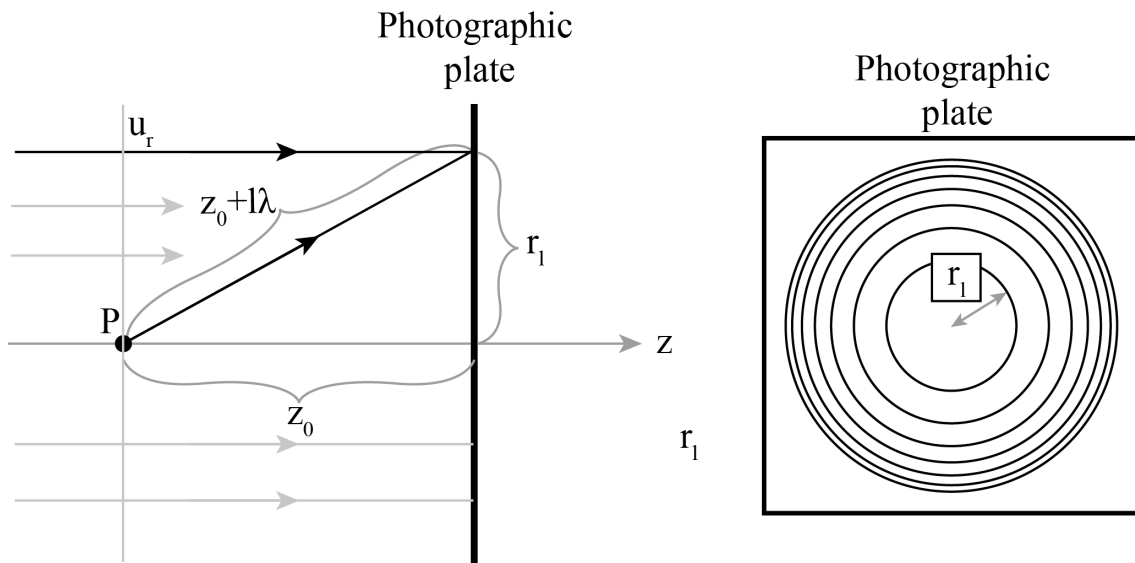 Photographic
plate
u_r
z_0+lλ
r_l
P
z
z_0
r_l
Photographic
plate
r_l